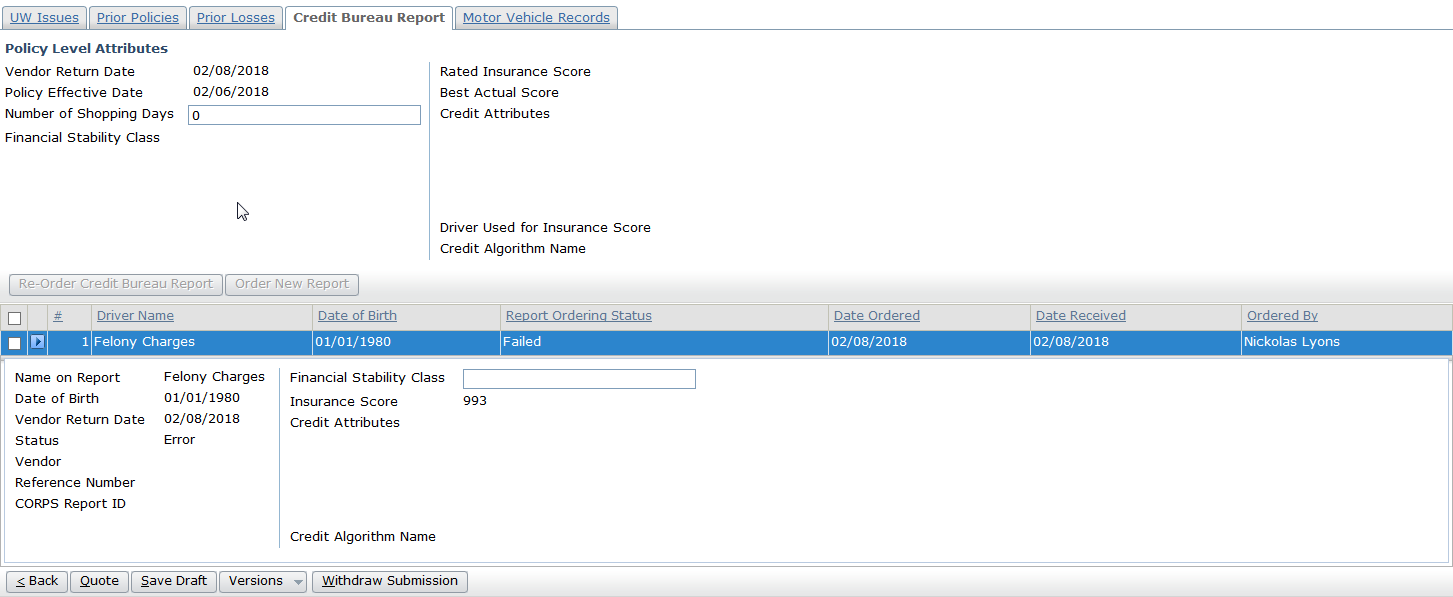 UW Issues Prior Policies Prior Losses Credit Bureau Report Motor Vehicle Records
Policy Level Attributes
Vendor Return Date 02/08/2018
Policy Effective Date 02/06/2018
Number of Shopping Days 0
Financial Stability Class
Rated Insurance Score
Best Actual Score
Credit Attributes
Driver Used for Insurance Score
Credit Algorithm Name
Re-Order Credit Bureau Report Order New Report
# Driver Name Date of Birth Report Ordering Status Date Ordered Date Received Ordered By
1 Felony Charges 01/01/1980 Failed 02/08/2018 02/08/2018 Nickolas Lyons
Name on Report Felony Charges
Date of Birth 01/01/1980
Vendor Return Date 02/08/2018
Status Error
Vendor
Reference Number
CORPS Report ID
Financial Stability Class
Insurance Score 993
Credit Attributes
Credit Algorithm Name
< Back Quote Save Draft Versions Withdraw Submission